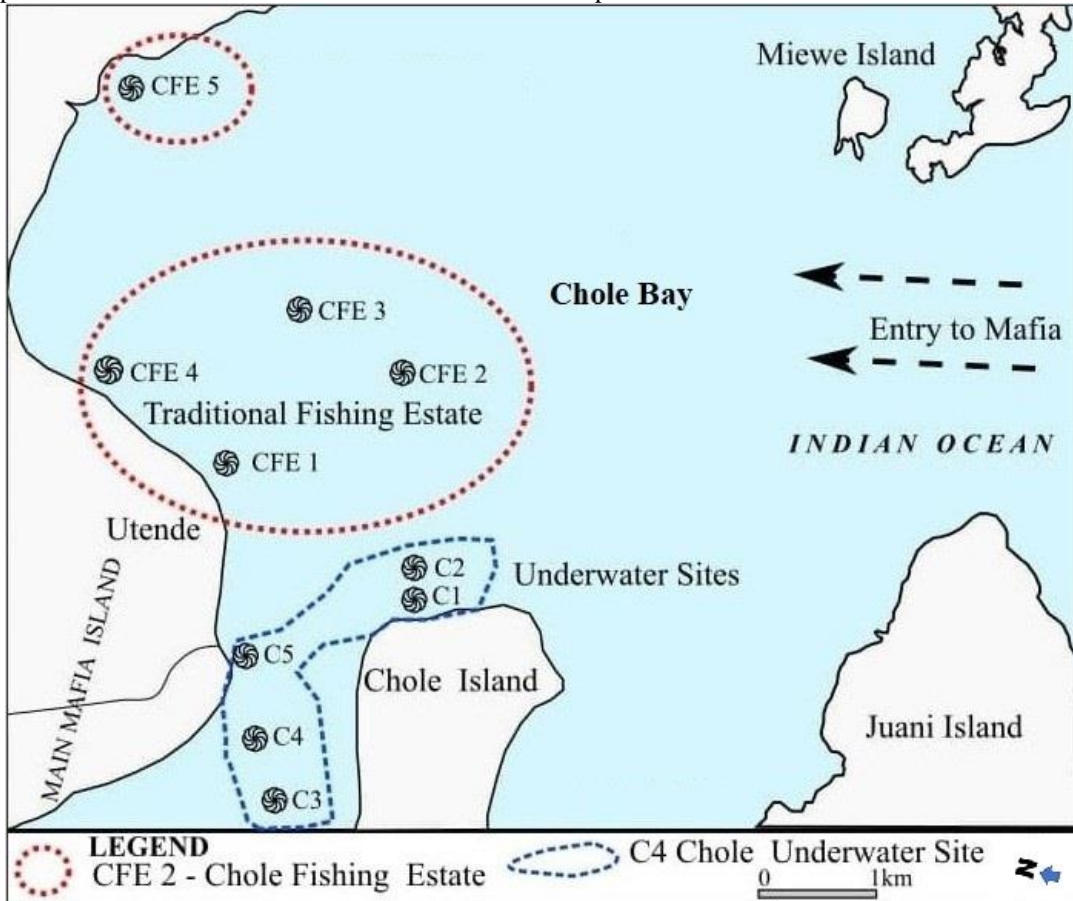 CFE 5
Miewe Island
Chole Bay
CFE 3
Entry to Mafia
CFE 4
CFE 2
Traditional Fishing Estate
INDIAN OCEAN
CFE 1
Utende
C2
Underwater Sites
C1
MAIN MAFIA ISLAND
C5
Chole Island
C4
Juani Island
C3
LEGEND
CFE 2 - Chole Fishing Estate
C4 Chole Underwater Site
0 1km
N